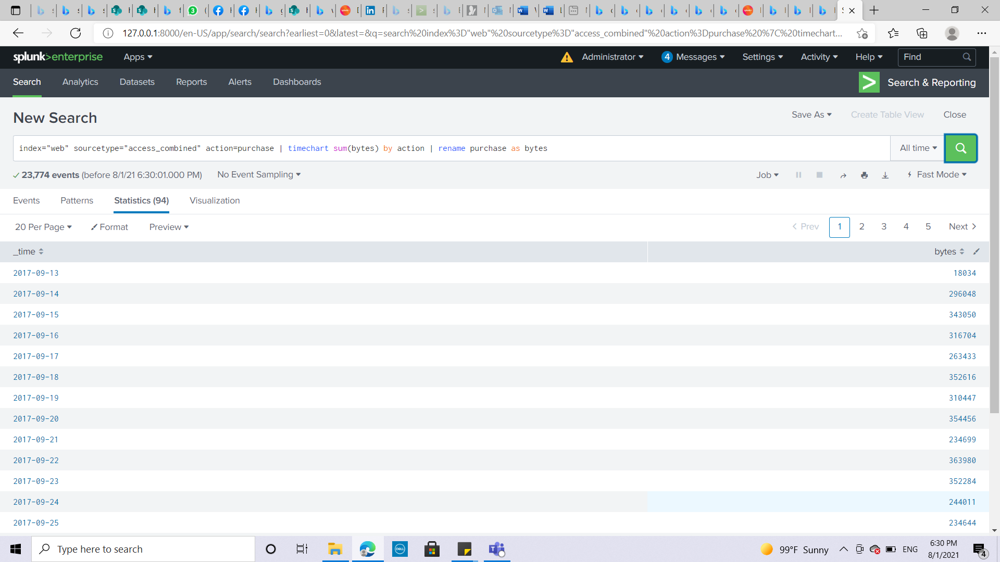 127.0.0.1:8000/en-US/app/search/search?earliest=0&latest=&q=search%20index%3D"web"%20sourcetype%3D"access_combined"%20action%3Dpurchase%20%7C%20timechart...
splunk>enterprise Apps Administrator 4 Messages Settings Activity Help Find
Search Analytics Datasets Reports Alerts Dashboards Search & Reporting
New Search Save As Create Table View Close
index="web" sourcetype="access_combined" action=purchase | timechart sum(bytes) by action | rename purchase as bytes All time
23,774 events (before 8/1/21 6:30:01.000 PM) No Event Sampling Job Fast Mode
Events Patterns Statistics (94) Visualization
20 Per Page Format Preview < Prev 1 2 3 4 5 Next >
_time bytes
2017-09-13 18034
2017-09-14 296048
2017-09-15 343050
2017-09-16 316704
2017-09-17 263433
2017-09-18 352616
2017-09-19 310447
2017-09-20 354456
2017-09-21 234699
2017-09-22 363980
2017-09-23 352284
2017-09-24 244011
2017-09-25 234644
Type here to search DELL 99°F Sunny ENG 6:30 PM
8/1/2021 4